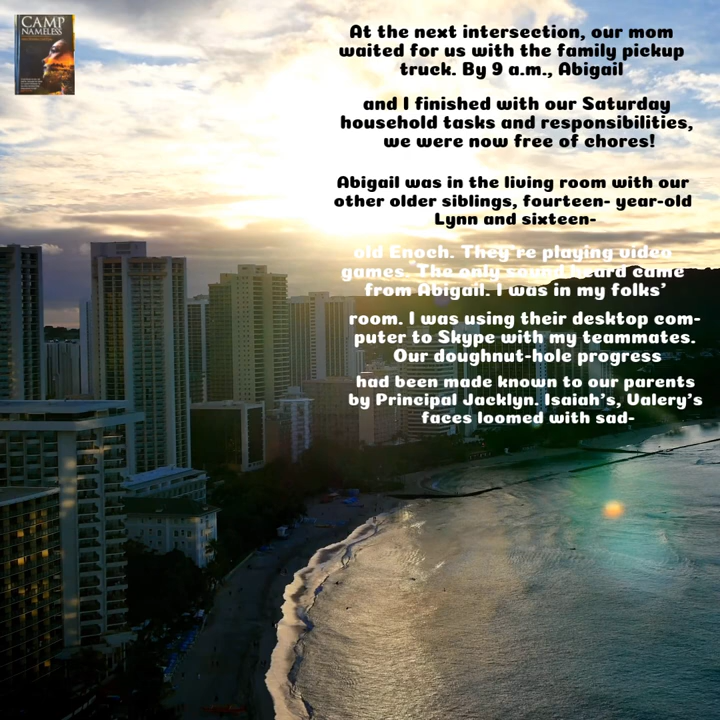 CAMP
NAMELESS
At the next intersection, our mom
waited for us with the family pickup
truck. By 9 a.m., Abigail
and I finished with our Saturday
household tasks and responsibilities,
we were now free of chores!
Abigail was in the living room with our
other older siblings, fourteen- year-old
Lynn and sixteen-
old Enoch. They're playing video
games. The only sound heard came
from Abigail. I was in my folks'
room. I was using their desktop com-
puter to Skype with my teammates.
Our doughnut-hole progress
had been made known to our parents
by Principal Jacklyn. Isaiah's, Valery's
faces loomed with sad-